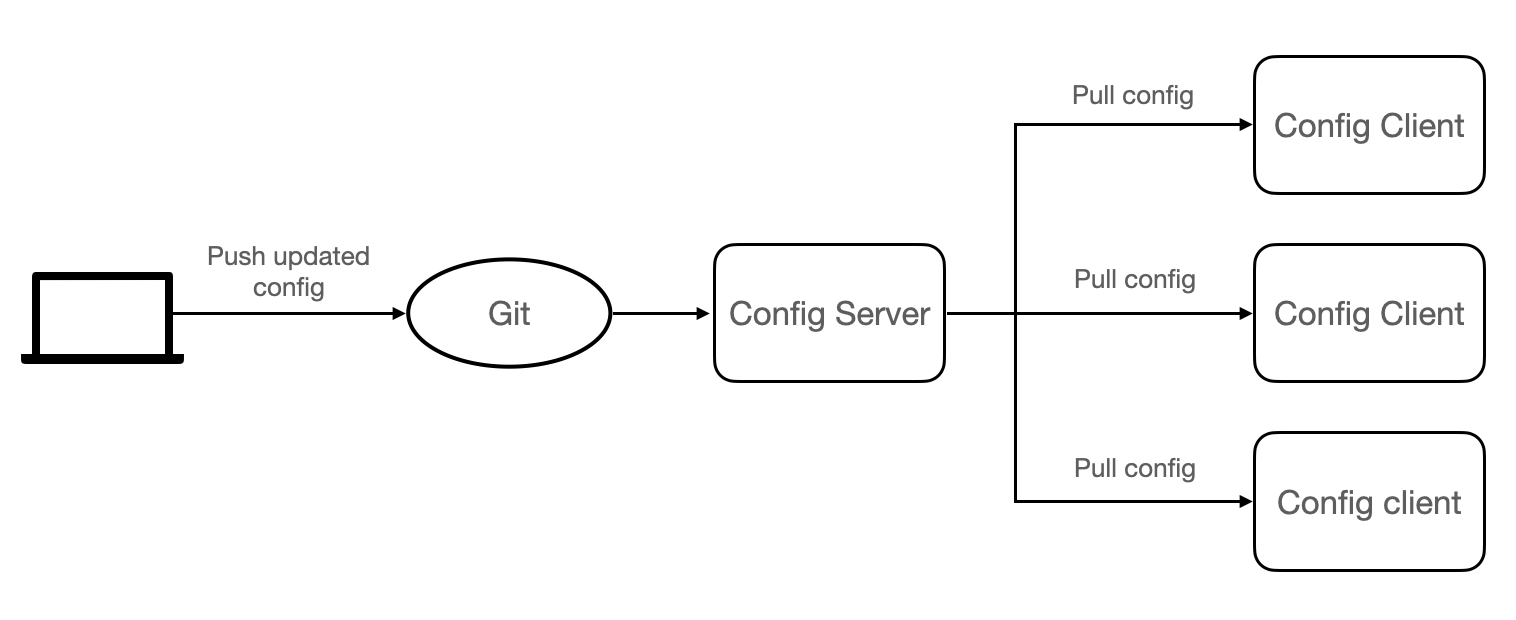 Push updated
config
Git
Config Server
Pull config
Config Client
Pull config
Config Client
Pull config
Config client